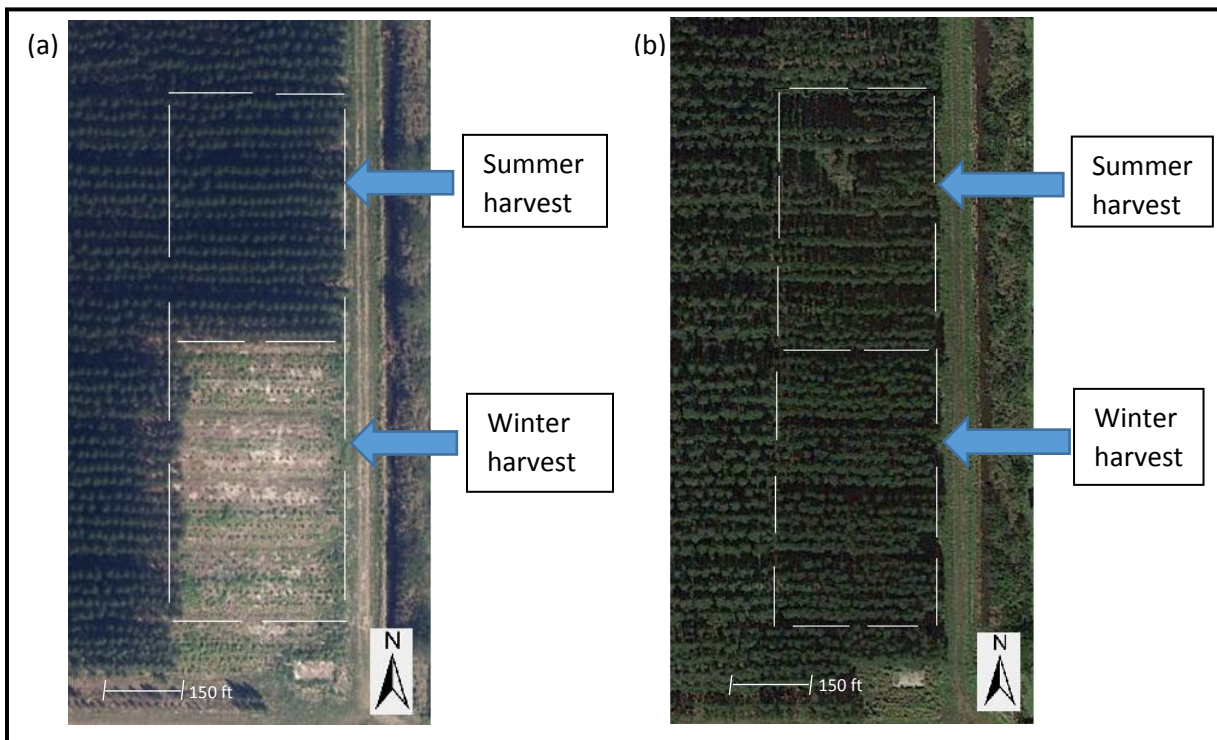 (a)
Summer
harvest
Winter
harvest
150 ft
N
(b)
Summer
harvest
Winter
harvest
150 ft
N